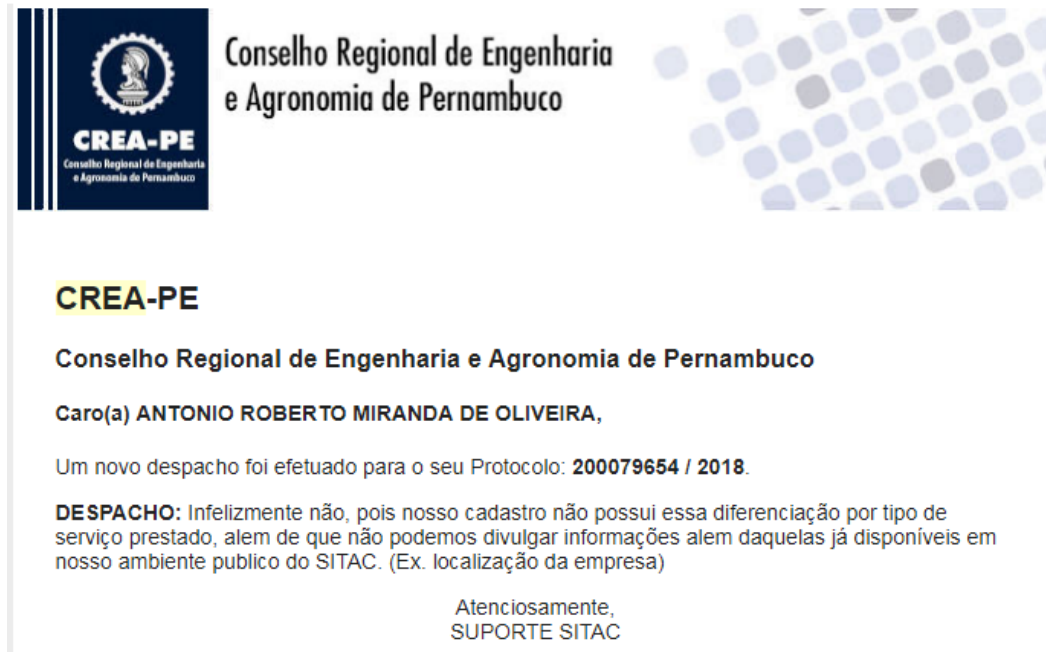 Conselho Regional de Engenharia
e Agronomia de Pernambuco
CREA-PE
Conselho Regional de Engenharia
e Agronomia de Pernambuco
CREA-PE
Conselho Regional de Engenharia e Agronomia de Pernambuco
Caro(a) ANTONIO ROBERTO MIRANDA DE OLIVEIRA,
Um novo despacho foi efetuado para o seu Protocolo: 200079654 / 2018.
DESPACHO: Infelizmente não, pois nosso cadastro não possui essa diferenciação por tipo de
serviço prestado, alem de que não podemos divulgar informações alem daquelas já disponíveis em
nosso ambiente publico do SITAC. (Ex. localização da empresa)
Atenciosamente,
SUPORTE SITAC